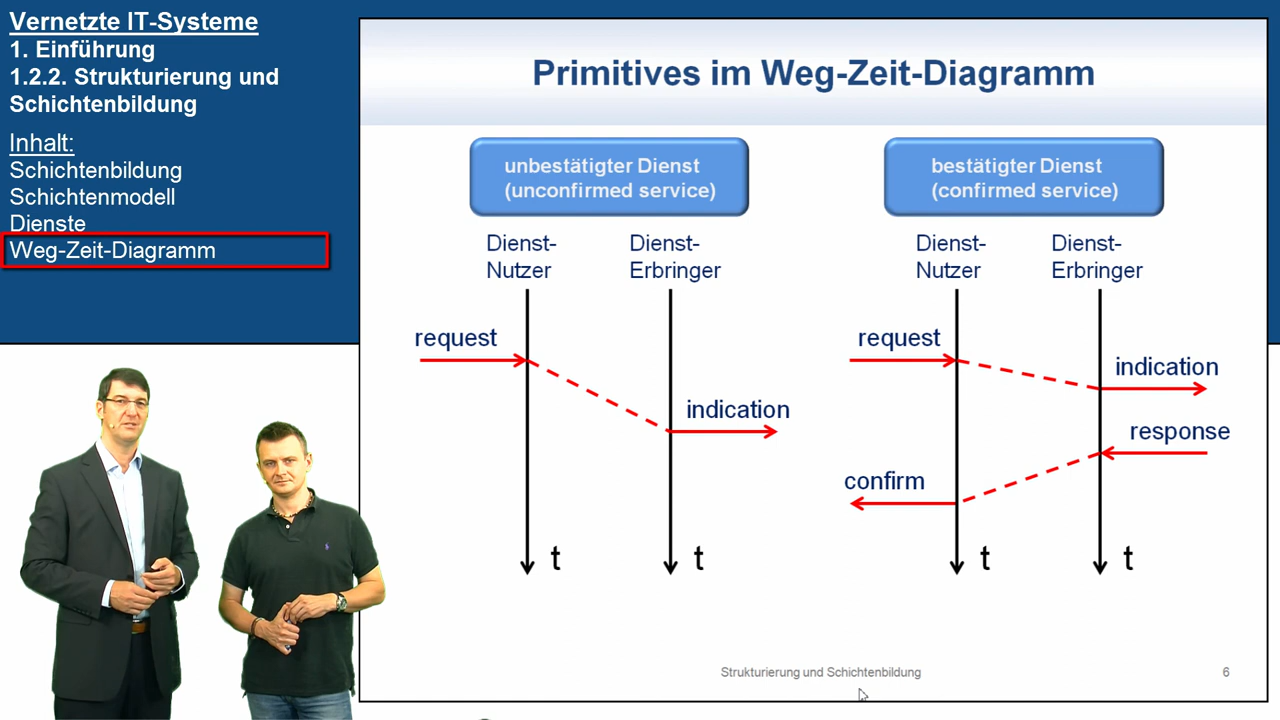 Vernetzte IT-Systeme
1. Einführung
1.2.2. Strukturierung und
Schichtenbildung
Inhalt:
Schichtenbildung
Schichtenmodell
Dienste
Weg-Zeit-Diagramm
Primitives im Weg-Zeit-Diagramm
unbestätigter Dienst
(unconfirmed service)
Dienst-
Nutzer
Dienst-
Erbringer
request
indication
t
t
bestätigter Dienst
(confirmed service)
Dienst-
Nutzer
Dienst-
Erbringer
request
indication
response
confirm
t
t
Strukturierung und Schichtenbildung
6